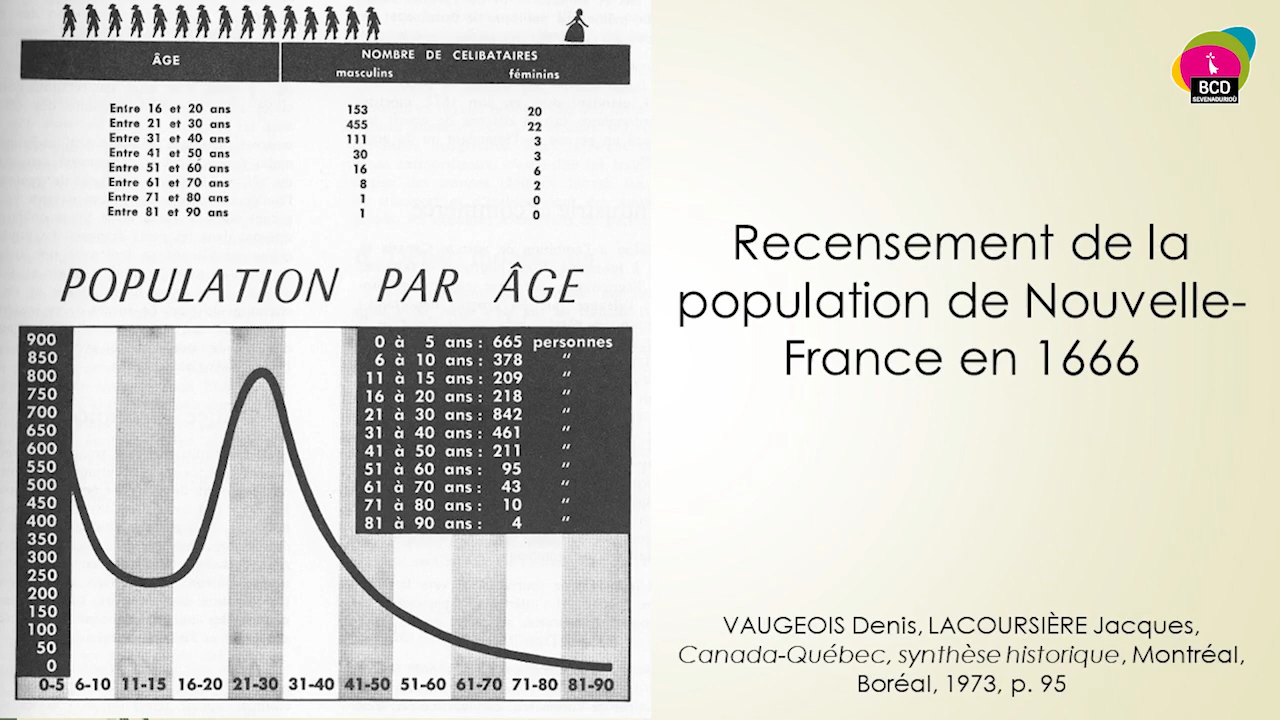 ÂGE
NOMBRE DE CELIBATAIRES
masculins féminins
Entre 16 et 20 ans 153 20
Entre 21 et 30 ans 455 22
Entre 31 et 40 ans 111 3
Entre 41 et 50 ans 30 3
Entre 51 et 60 ans 16 6
Entre 61 et 70 ans 8 2
Entre 71 et 80 ans 1 0
Entre 81 et 90 ans 1 0
POPULATION PAR ÂGE
900
850
800
750
700
650
600
550
500
450
400
350
300
250
200
150
100
50
0
0 à 5 ans : 665 personnes
6 à 10 ans : 378 "
11 à 15 ans : 209 "
16 à 20 ans : 218 "
21 à 30 ans : 842 "
31 à 40 ans : 461 "
41 à 50 ans : 211 "
51 à 60 ans : 95 "
61 à 70 ans : 43 "
71 à 80 ans : 10 "
81 à 90 ans : 4 "
0-5 6-10 11-15 16-20 21-30 31-40 41-50 51-60 61-70 71-80 81-90
BCD
SEVENADURIOÙ
Recensement de la
population de Nouvelle-
France en 1666
VAUGEOIS Denis, LACOURSIÈRE Jacques,
Canada-Québec, synthèse historique, Montréal,
Boréal, 1973, p. 95